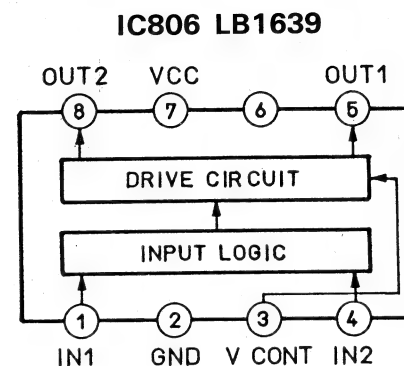 IC806 LB1639
OUT2 VCC OUT1
8 7 6 5
DRIVE CIRCUIT
INPUT LOGIC
1 2 3 4
IN1 GND V CONT IN2